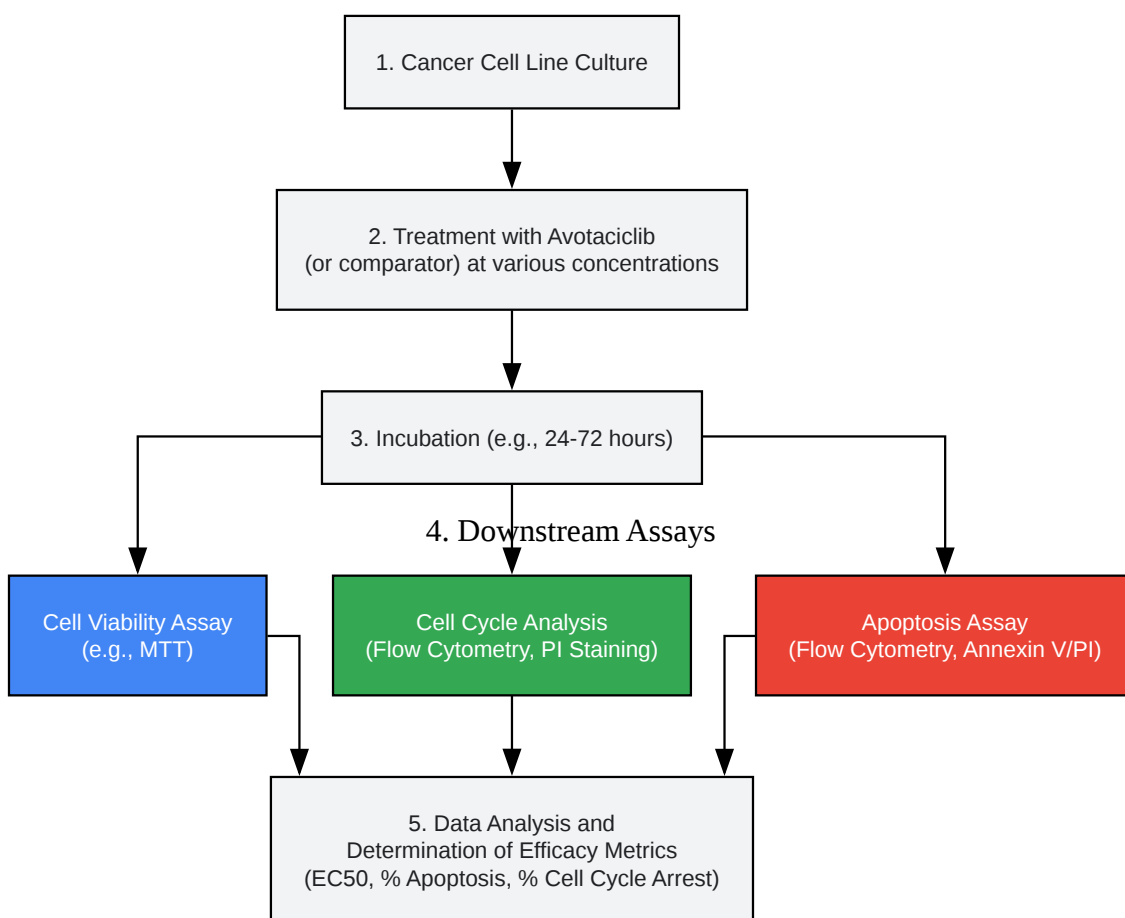 1. Cancer Cell Line Culture
2. Treatment with Avotaciclib
(or comparator) at various concentrations
3. Incubation (e.g., 24-72 hours)
4. Downstream Assays
Cell Viability Assay
(e.g., MTT)
Cell Cycle Analysis
(Flow Cytometry, PI Staining)
Apoptosis Assay
(Flow Cytometry, Annexin V/PI)
5. Data Analysis and
Determination of Efficacy Metrics
(EC50, % Apoptosis, % Cell Cycle Arrest)